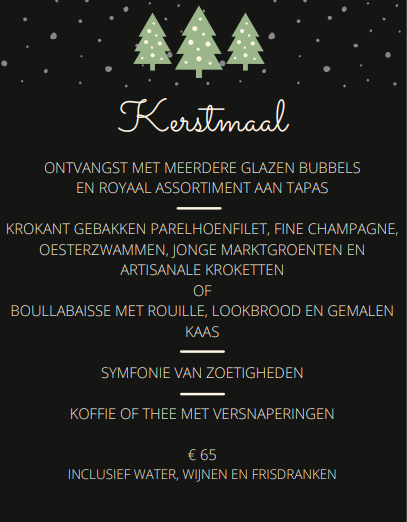 Kerstmaal
ONTVANGST MET MEERDERE GLAZEN BUBBELS
EN ROYAAL ASSORTIMENT AAN TAPAS
KROKANT GEBAKKEN PARELHOENFILET, FINE CHAMPAGNE,
OESTERZWAMMEN, JONGE MARKTGROENTEN EN
ARTISANALE KROKETTEN
OF
BOULLABAISSE MET ROUILLE, LOOKBROOD EN GEMALEN
KAAS
SYMFONIE VAN ZOETIGHEDEN
KOFFIE OF THEE MET VERSNAPERINGEN
€ 65
INCLUSIEF WATER, WIJNEN EN FRISDRANKEN